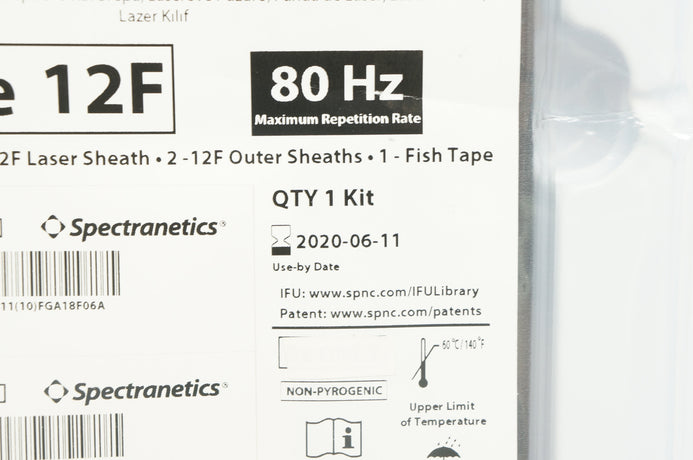 Lazer Kılıf
e 12F
80 Hz
Maximum Repetition Rate
2F Laser Sheath • 2 -12F Outer Sheaths • 1 - Fish Tape
QTY 1 Kit
Spectranetics®
2020-06-11
Use-by Date
11(10)FGA18F06A
IFU: www.spnc.com/IFULibrary
Patent: www.spnc.com/patents
60 °C/140 °F
Spectranetics®
NON-PYROGENIC
Upper Limit
of Temperature
i